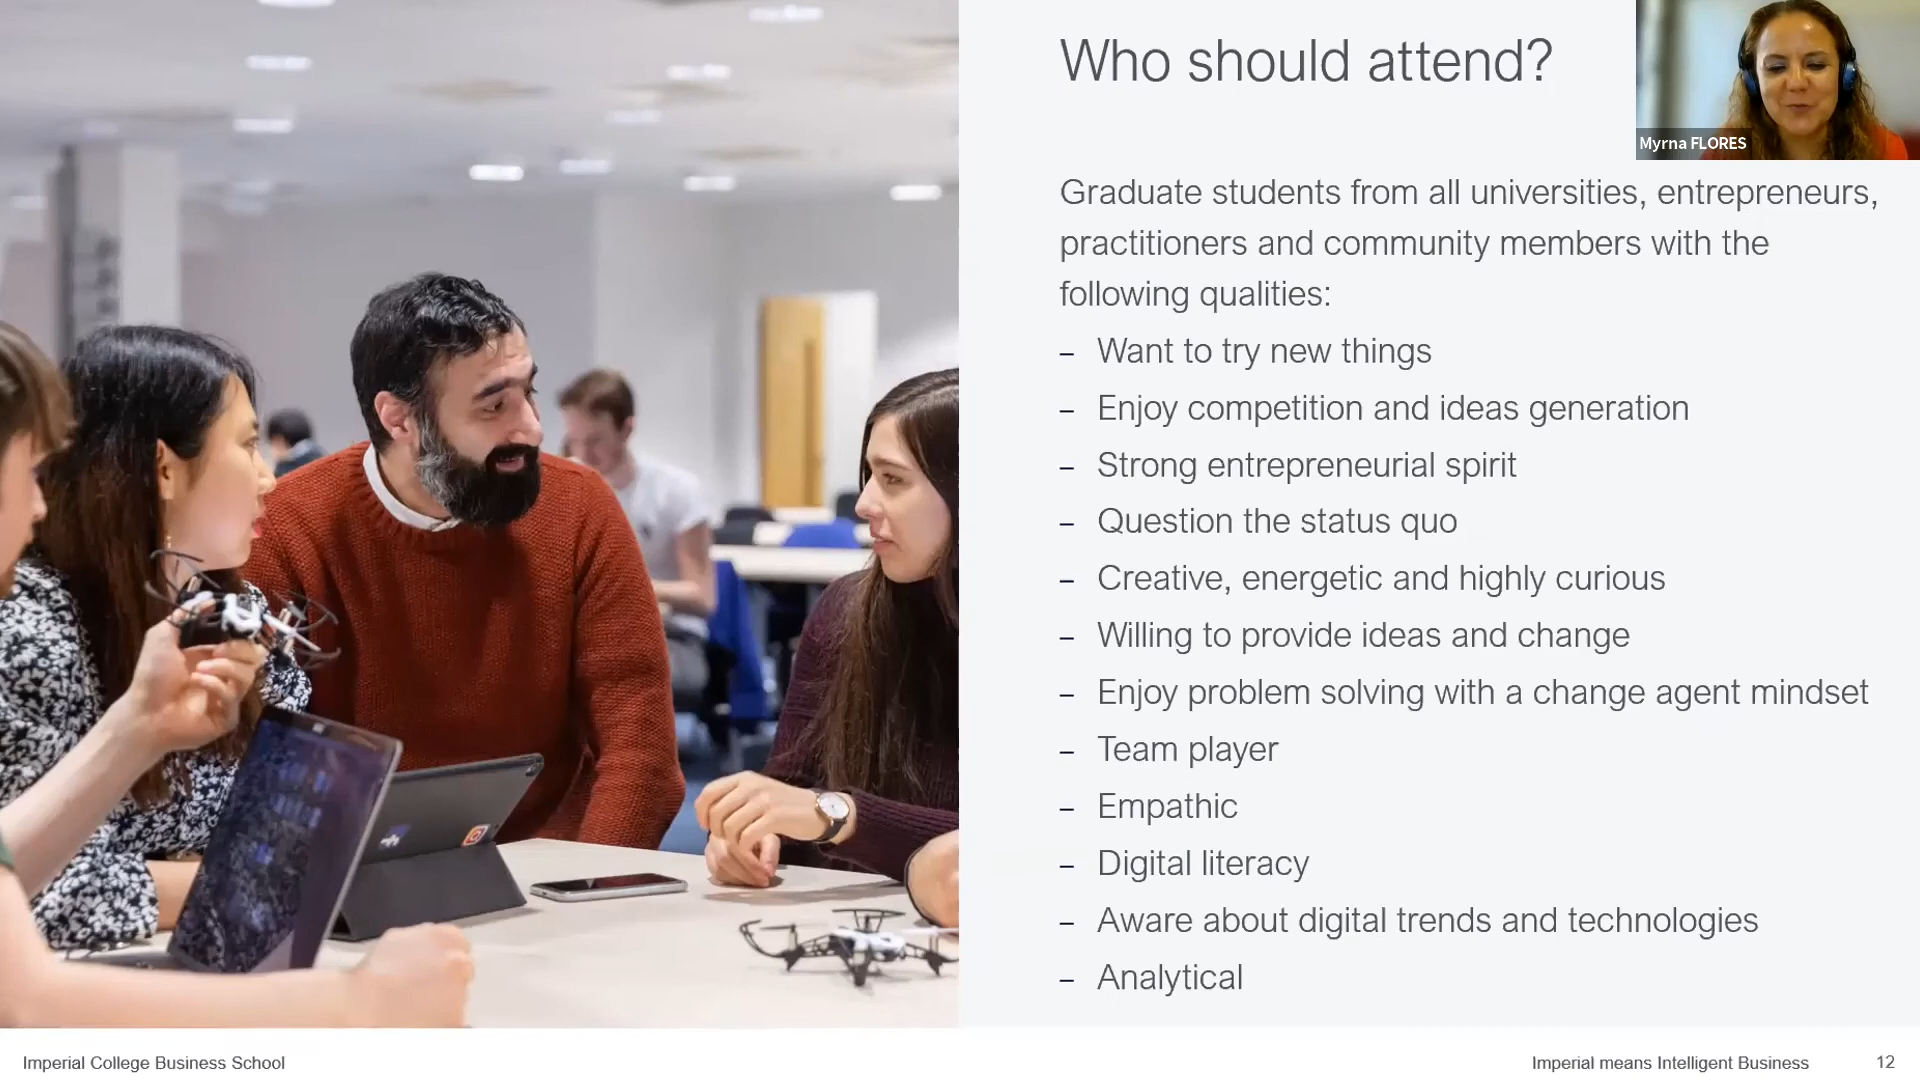 Who should attend?
Myrna FLORES
Graduate students from all universities, entrepreneurs,
practitioners and community members with the
following qualities:
– Want to try new things
– Enjoy competition and ideas generation
– Strong entrepreneurial spirit
– Question the status quo
– Creative, energetic and highly curious
– Willing to provide ideas and change
– Enjoy problem solving with a change agent mindset
– Team player
– Empathic
– Digital literacy
– Aware about digital trends and technologies
– Analytical
Imperial College Business School
Imperial means Intelligent Business
12